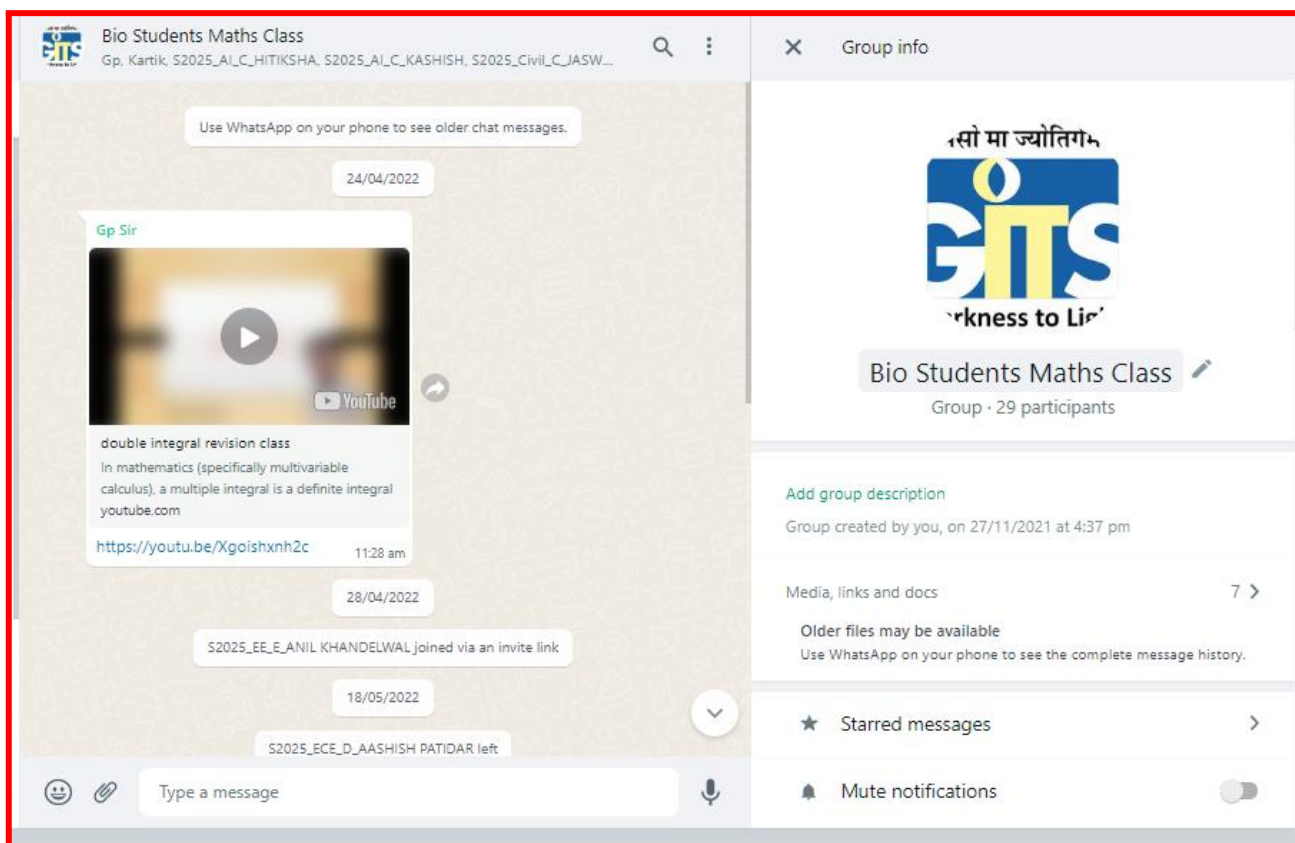 Bio Students Maths Class
Gp, Kartik, S2025_AI_C_HITIKSHA, S2025_AI_C_KASHISH, S2025_Civil_C_JASW...
Use WhatsApp on your phone to see older chat messages.
24/04/2022
Gp Sir
YouTube
double integral revision class
In mathematics (specifically multivariable
calculus), a multiple integral is a definite integral
youtube.com
https://youtu.be/Xgoishxnh2c
11:28 am
28/04/2022
S2025_EE_E_ANIL KHANDELWAL joined via an invite link
18/05/2022
S2025_ECE_D_AASHISH PATIDAR left
Type a message
Group info
सो मा ज्योतिर्ग
GITS
rkness to Li
Bio Students Maths Class
Group · 29 participants
Add group description
Group created by you, on 27/11/2021 at 4:37 pm
Media, links and docs 7
Older files may be available
Use WhatsApp on your phone to see the complete message history.
Starred messages
Mute notifications